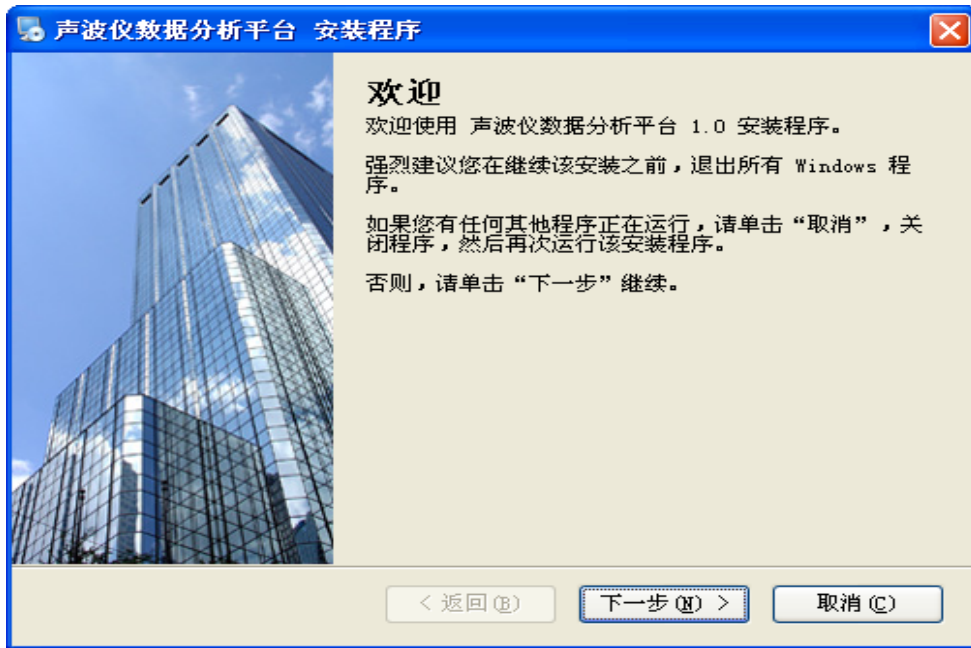 声波仪数据分析平台 安装程序
欢迎
欢迎使用 声波仪数据分析平台 1.0 安装程序。
强烈建议您在继续该安装之前，退出所有 Windows 程
序。
如果您有任何其他程序正在运行，请单击“取消”，关
闭程序，然后再次运行该安装程序。
否则，请单击“下一步”继续。
< 返回(B)
下一步(N) >
取消(C)